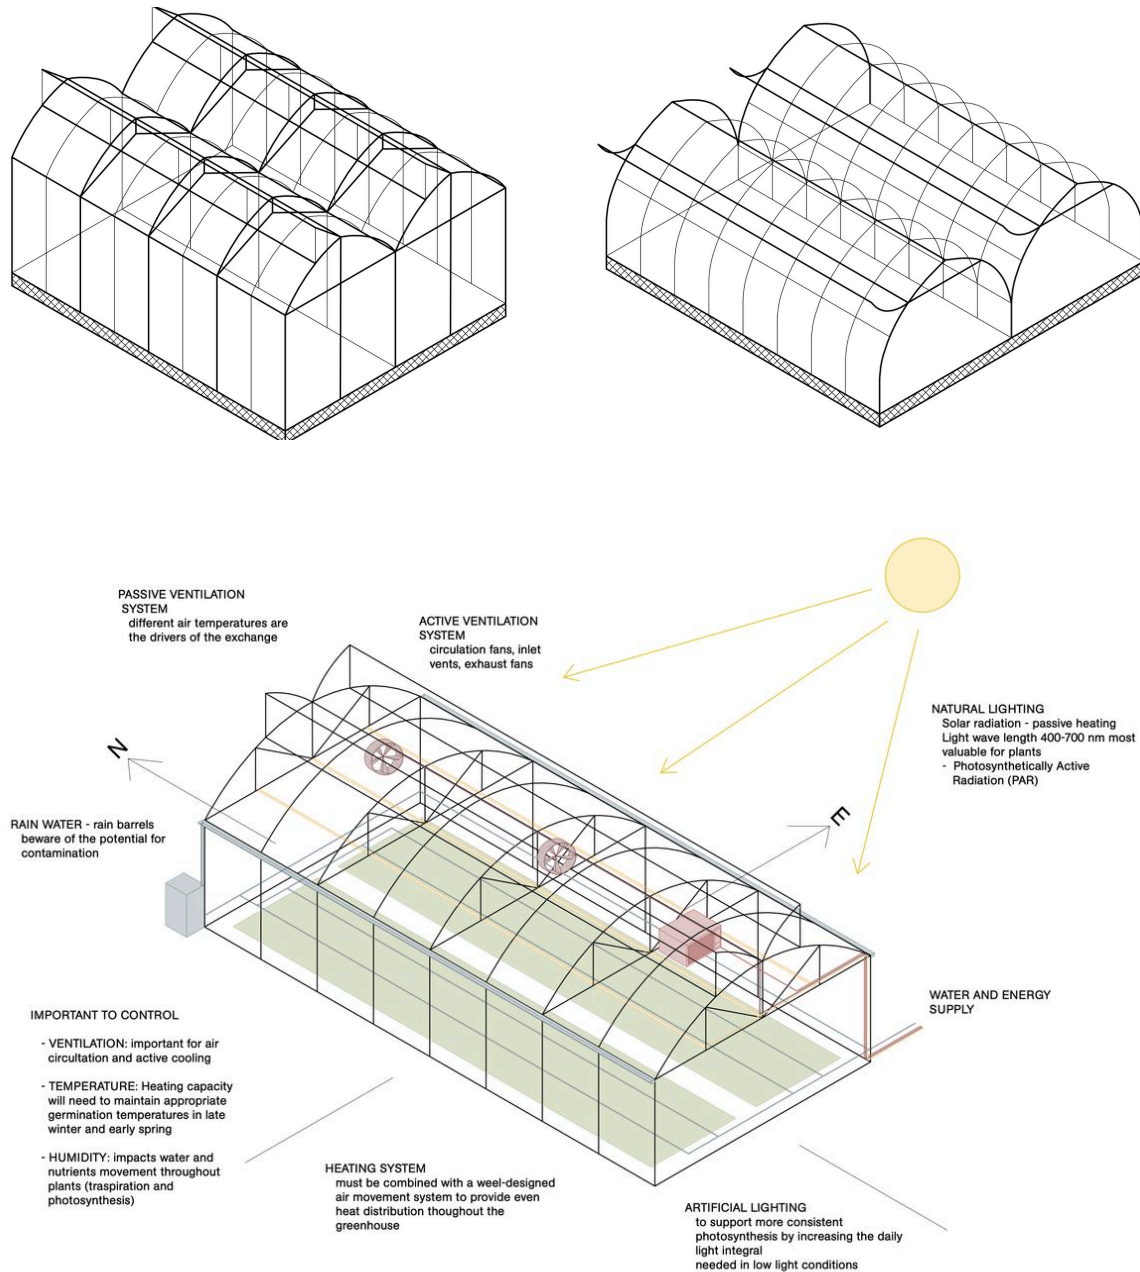 PASSIVE VENTILATION
SYSTEM
different air temperatures are
the drivers of the exchange
ACTIVE VENTILATION
SYSTEM
circulation fans, inlet
vents, exhaust fans
NATURAL LIGHTING
Solar radiation - passive heating
Light wave length 400-700 nm most
valuable for plants
- Photosynthetically Active
Radiation (PAR)
N
E
RAIN WATER - rain barrels
beware of the potential for
contamination
WATER AND ENERGY
SUPPLY
IMPORTANT TO CONTROL
- VENTILATION: important for air
circultation and active cooling
- TEMPERATURE: Heating capacity
will need to maintain appropriate
germination temperatures in late
winter and early spring
- HUMIDITY: impacts water and
nutrients movement throughout
plants (traspiration and
photosynthesis)
HEATING SYSTEM
must be combined with a weel-designed
air movement system to provide even
heat distribution thoughout the
greenhouse
ARTIFICIAL LIGHTING
to support more consistent
photosynthesis by increasing the daily
light integral
needed in low light conditions